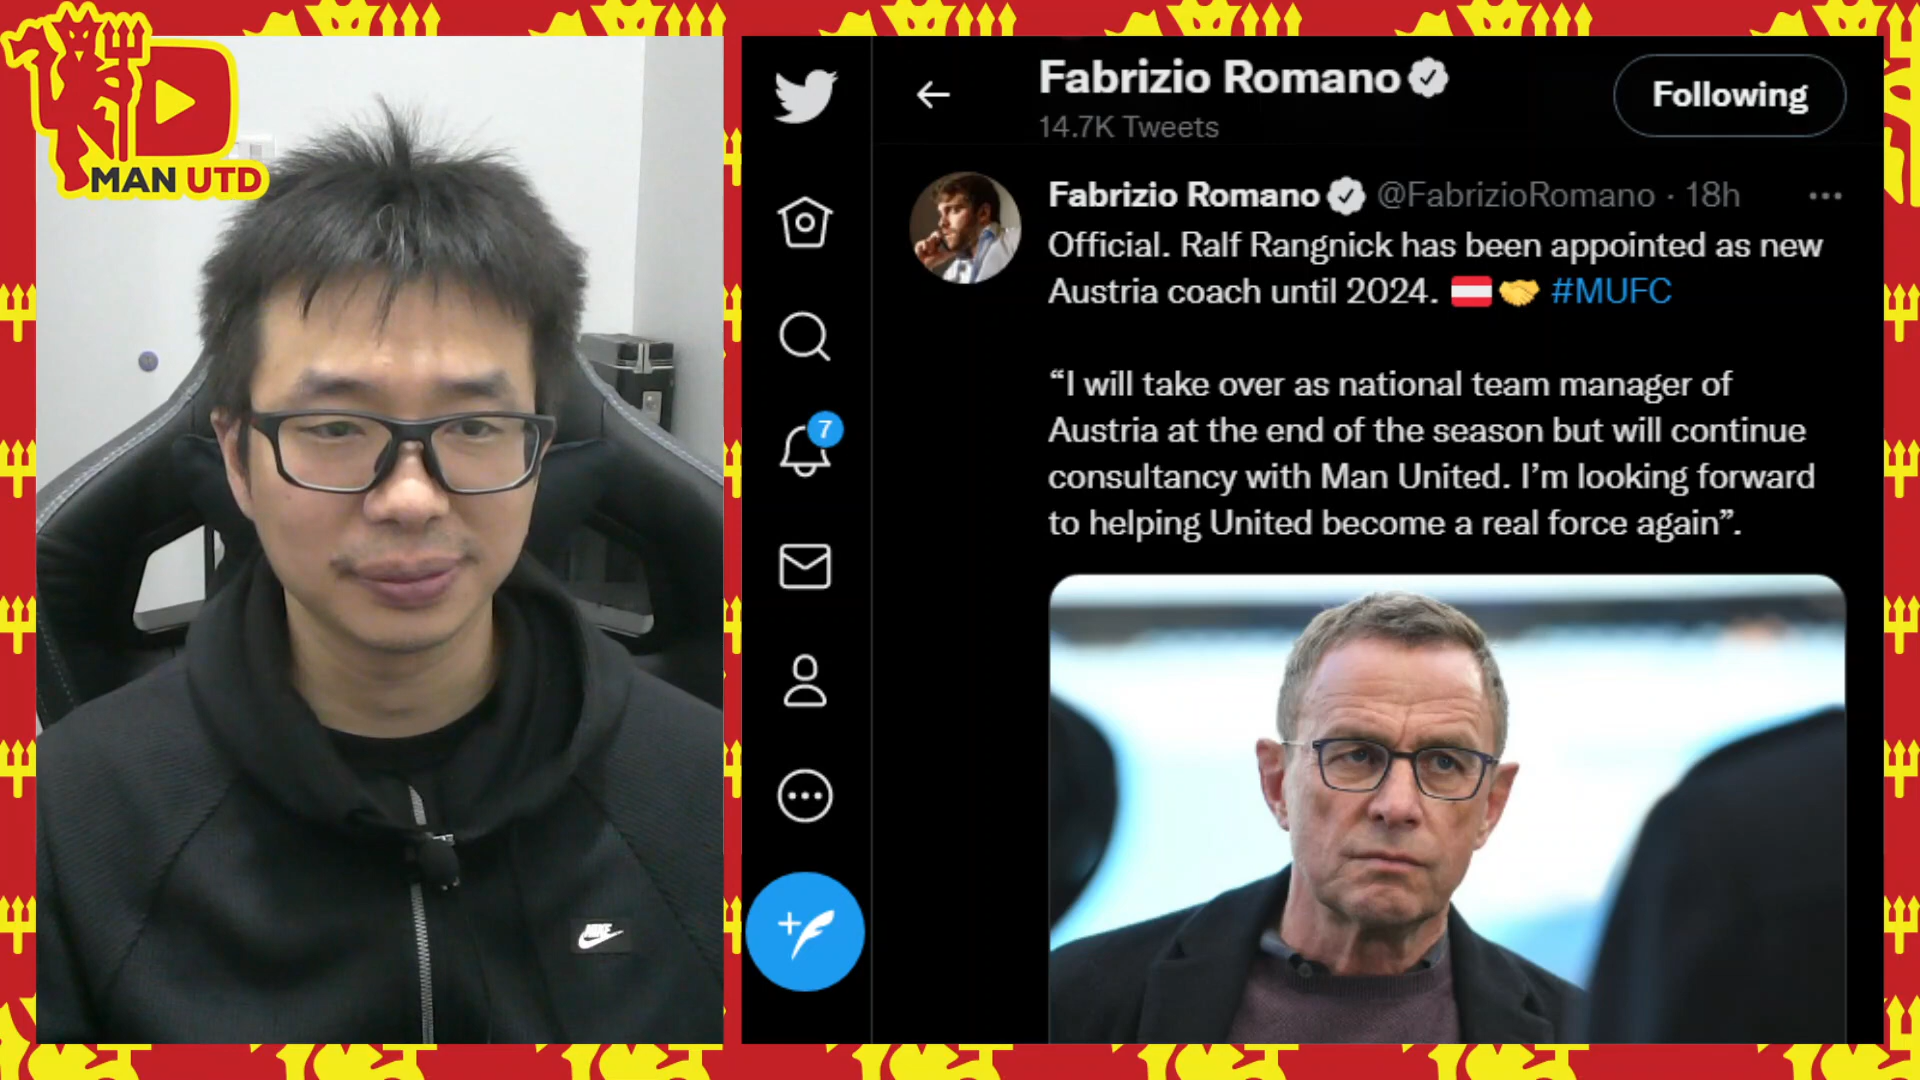 MAN UTD
Fabrizio Romano
14.7K Tweets
Following
Fabrizio Romano @FabrizioRomano · 18h
Official. Ralf Rangnick has been appointed as new
Austria coach until 2024. 🇦🇹🤝 #MUFC
“I will take over as national team manager of
Austria at the end of the season but will continue
consultancy with Man United. I’m looking forward
to helping United become a real force again”.
7
NIKE